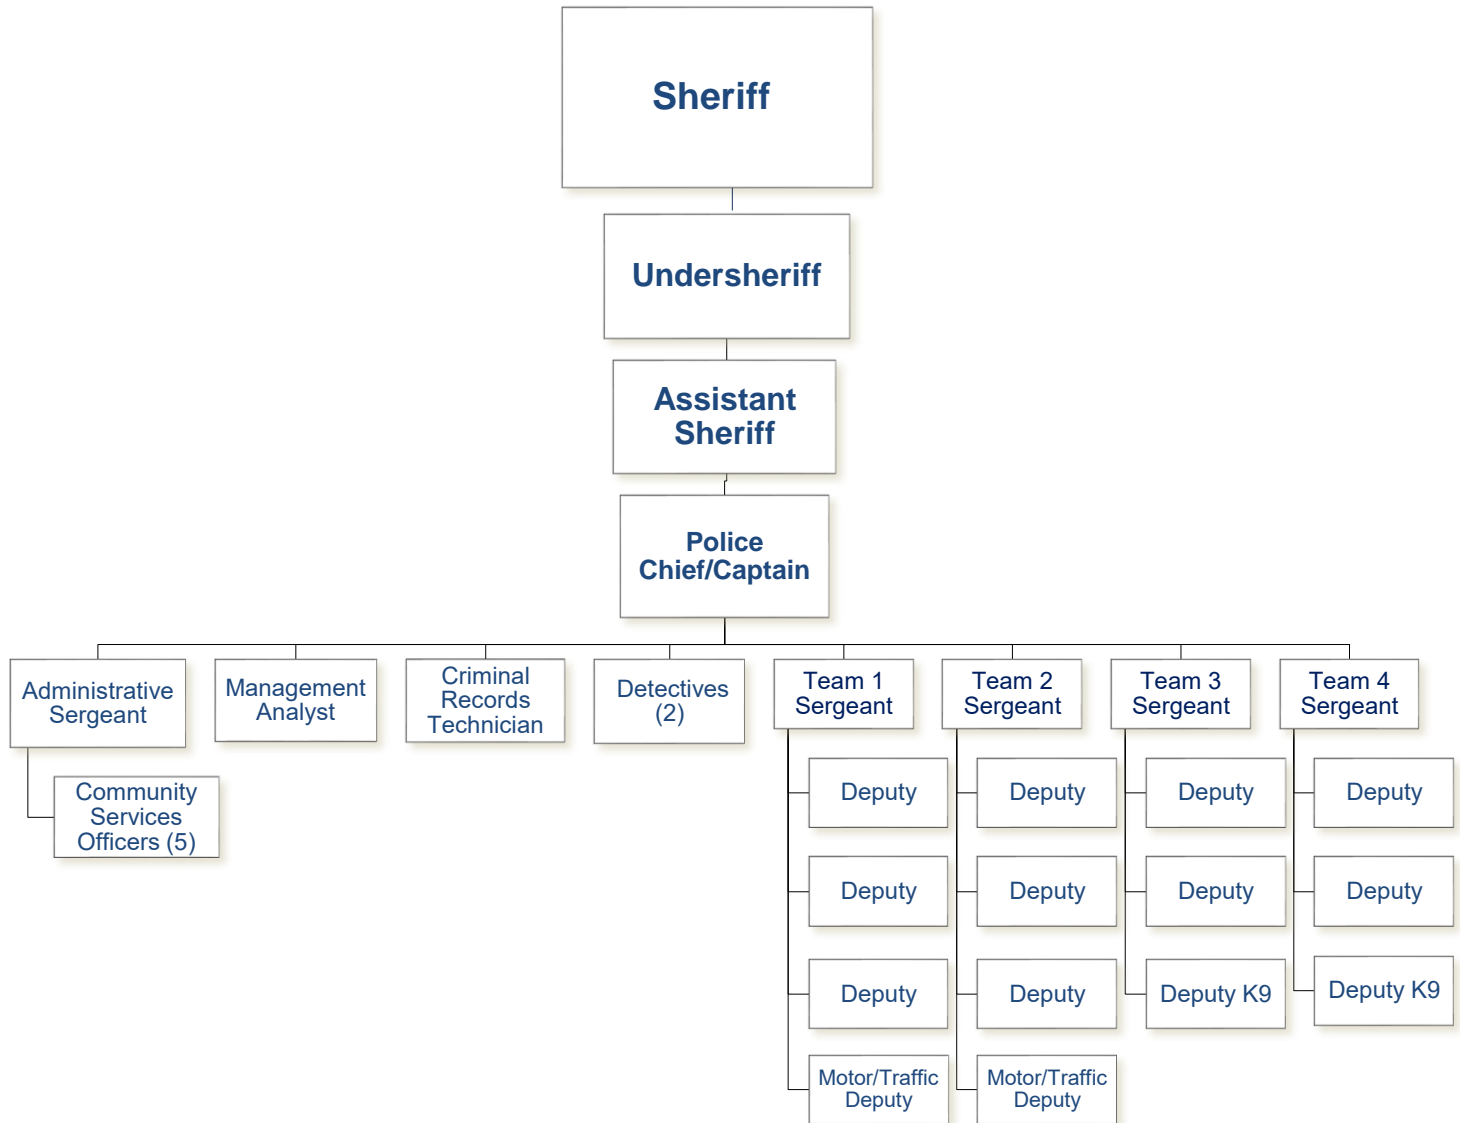 Sheriff
Undersheriff
Assistant
Sheriff
Police
Chief/Captain
Administrative
Sergeant
Management
Analyst
Criminal
Records
Technician
Detectives
(2)
Team 1
Sergeant
Team 2
Sergeant
Team 3
Sergeant
Team 4
Sergeant
Community
Services
Officers (5)
Deputy
Deputy
Deputy
Deputy
Deputy
Deputy
Deputy
Deputy
Deputy
Deputy
Deputy K9
Deputy K9
Motor/Traffic
Deputy
Motor/Traffic
Deputy